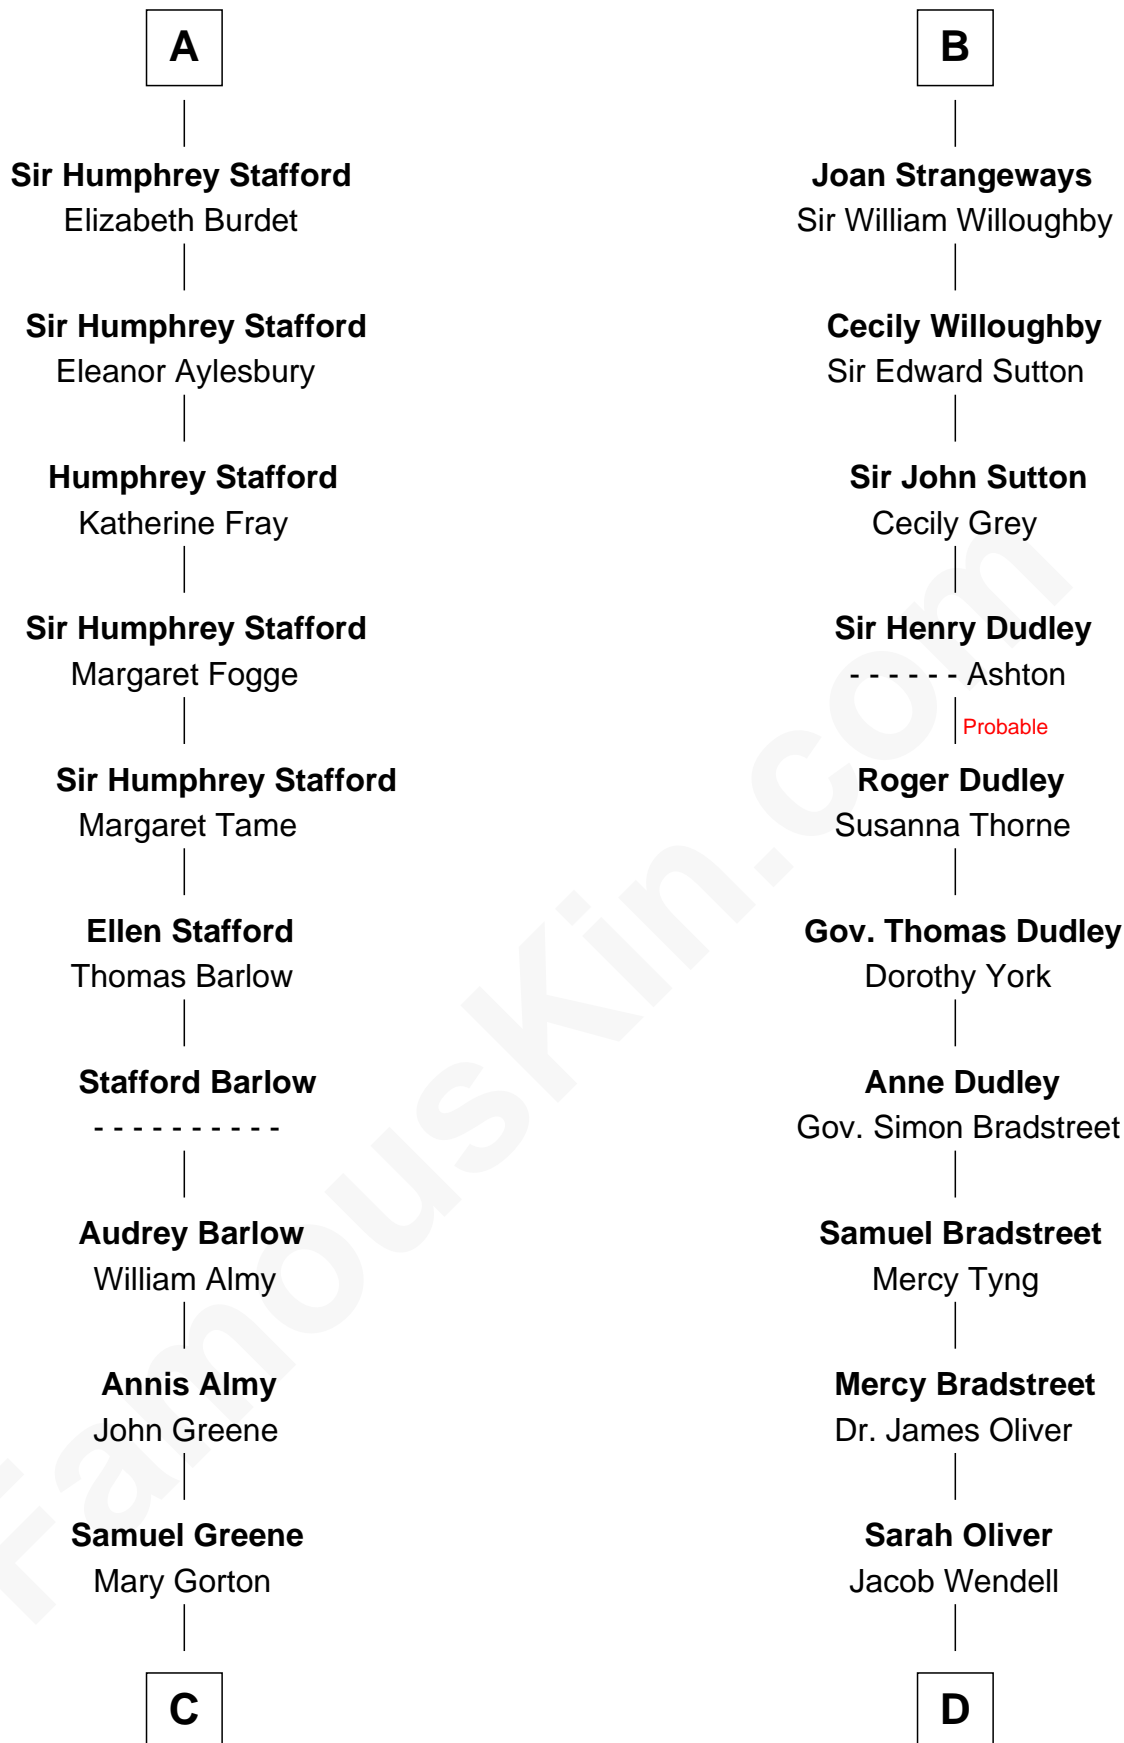 A
Sir Humphrey Stafford
Elizabeth Burdet
Sir Humphrey Stafford
Eleanor Aylesbury
Humphrey Stafford
Katherine Fray
Sir Humphrey Stafford
Margaret Fogge
Sir Humphrey Stafford
Margaret Tame
Ellen Stafford
Thomas Barlow
Stafford Barlow
- - - - - - - - - -
Audrey Barlow
William Almy
Annis Almy
John Greene
Samuel Greene
Mary Gorton
C
B
Joan Strangeways
Sir William Willoughby
Cecily Willoughby
Sir Edward Sutton
Sir John Sutton
Cecily Grey
Sir Henry Dudley
- - - - - - Ashton
Probable
Roger Dudley
Susanna Thorne
Gov. Thomas Dudley
Dorothy York
Anne Dudley
Gov. Simon Bradstreet
Samuel Bradstreet
Mercy Tyng
Mercy Bradstreet
Dr. James Oliver
Sarah Oliver
Jacob Wendell
D
FamousKin.com